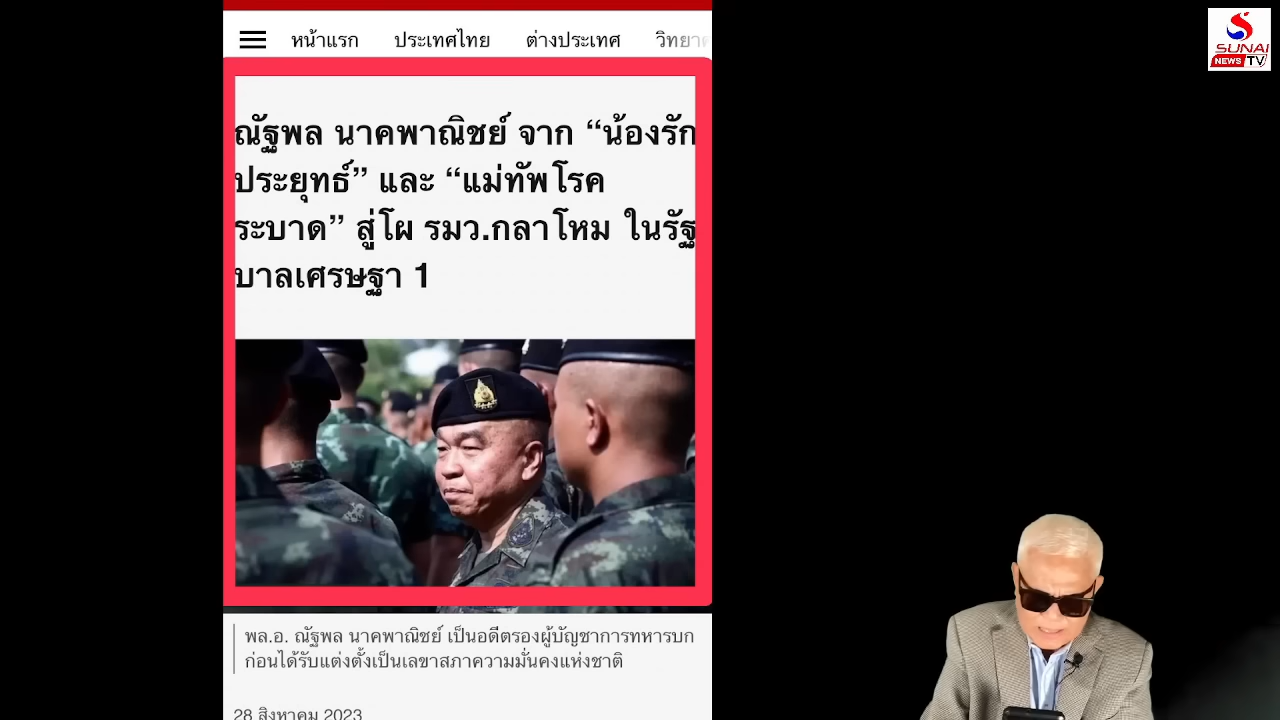 หน้าแรก ประเทศไทย ต่างประเทศ วิทยา
ณัฐพล นาคพาณิชย์ จาก “น้องรัก
ประยุทธ์” และ “แม่ทัพโรค
ระบาด” สู่โผ รมว.กลาโหม ในรัฐ
บาลเศรษฐา 1
พล.อ. ณัฐพล นาคพาณิชย์ เป็นอดีตรองผู้บัญชาการทหารบก
ก่อนได้รับแต่งตั้งเป็นเลขาสภาความมั่นคงแห่งชาติ
28 สิงหาคม 2023
SUNAI
NEWS TV